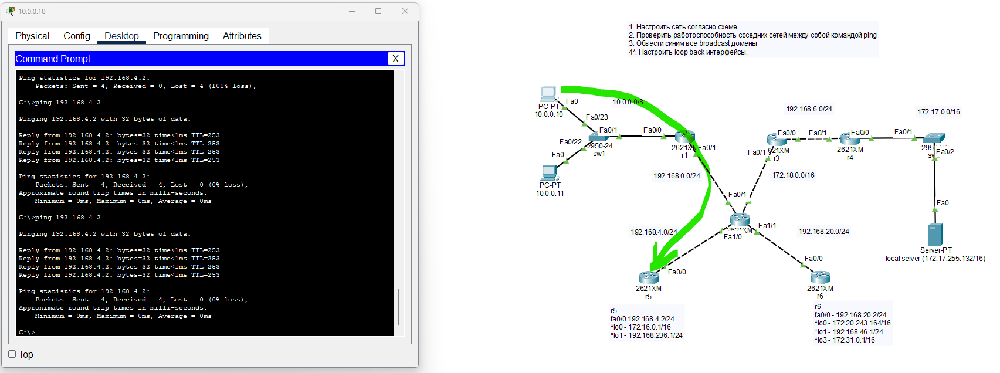 10.0.0.10
Physical Config Desktop Programming Attributes
Command Prompt
X
Ping statistics for 192.168.4.2:
Packets: Sent = 4, Received = 0, Lost = 4 (100% loss),
C:\>ping 192.168.4.2
Pinging 192.168.4.2 with 32 bytes of data:
Reply from 192.168.4.2: bytes=32 time<1ms TTL=253
Reply from 192.168.4.2: bytes=32 time<1ms TTL=253
Reply from 192.168.4.2: bytes=32 time<1ms TTL=253
Reply from 192.168.4.2: bytes=32 time<1ms TTL=253
Ping statistics for 192.168.4.2:
Packets: Sent = 4, Received = 4, Lost = 0 (0% loss),
Approximate round trip times in milli-seconds:
Minimum = 0ms, Maximum = 0ms, Average = 0ms
C:\>ping 192.168.4.2
Pinging 192.168.4.2 with 32 bytes of data:
Reply from 192.168.4.2: bytes=32 time<1ms TTL=253
Reply from 192.168.4.2: bytes=32 time<1ms TTL=253
Reply from 192.168.4.2: bytes=32 time<1ms TTL=253
Reply from 192.168.4.2: bytes=32 time<1ms TTL=253
Ping statistics for 192.168.4.2:
Packets: Sent = 4, Received = 4, Lost = 0 (0% loss),
Approximate round trip times in milli-seconds:
Minimum = 0ms, Maximum = 0ms, Average = 0ms
C:\>
Top
1. Настроить сеть согласно схеме.
2. Проверить работоспособность соседних сетей между собой командой ping
3. Обвести синим все broadcast домены
4*. Настроить loop back интерфейсы.
PC-PT
10.0.0.10
Fa0
10.0.0.0/8
Fa0/23
Fa0/1
Fa0/22
2950-24
sw1
Fa0
PC-PT
10.0.0.11
Fa0/0
2621XM
r1
Fa0/1
192.168.0.0/24
192.168.6.0/24
172.17.0.0/16
Fa0/0
Fa0/1
621XM
r3
Fa0/1
Fa0/0
2621XM
r4
Fa0/1
Fa0/2
172.18.0.0/16
Fa0/1
2621XM
Fa1/0
Fa1/1
192.168.4.0/24
192.168.20.0/24
Fa0
Server-PT
local server (172.17.255.132/16)
Fa0/0
2621XM
r5
Fa0/0
2621XM
r6
r5
fa0/0 192.168.4.2/24
*lo0 - 172.16.0.1/16
*lo1 - 192.168.236.1/24
r6
fa0/0 - 192.168.20.2/24
*lo0 - 172.20.243.164/16
*lo1 - 192.168.46.1/24
*lo3 - 172.31.0.1/16